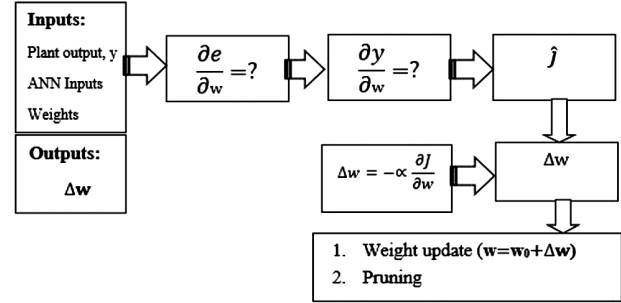 Inputs:
Plant output, y
ANN Inputs
Weights
Outputs:
Δw
∂e/∂w =?
∂y/∂w =?
ĵ
Δw = −∝ ∂J/∂w
Δw
1. Weight update (w=w₀+Δw)
2. Pruning